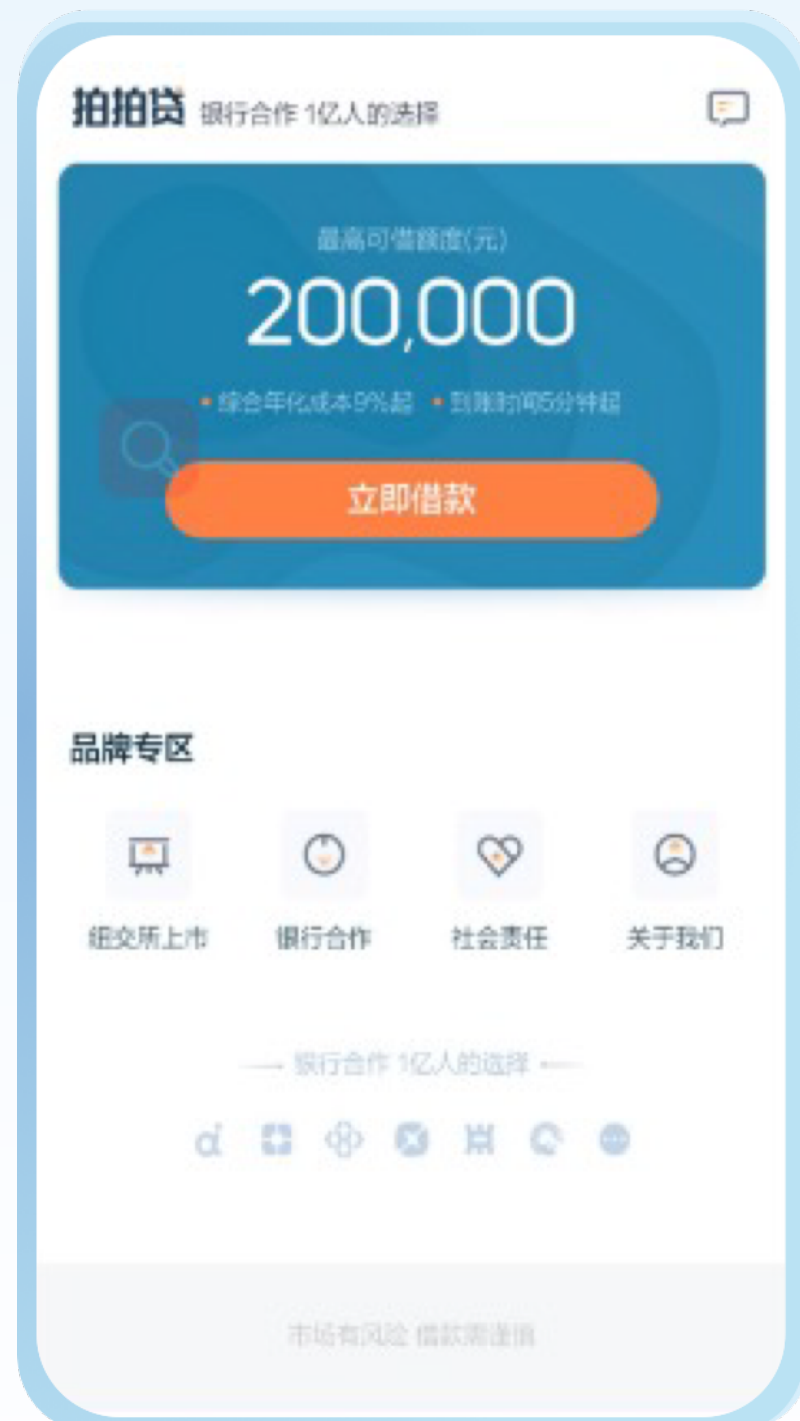 拍拍贷 银行合作 1亿人的选择
最高可借额度(元)
200,000
综合年化成本9%起 到账时间5分钟起
立即借款
品牌专区
纽交所上市 银行合作 社会责任 关于我们
银行合作 1亿人的选择
市场有风险 借款需谨慎